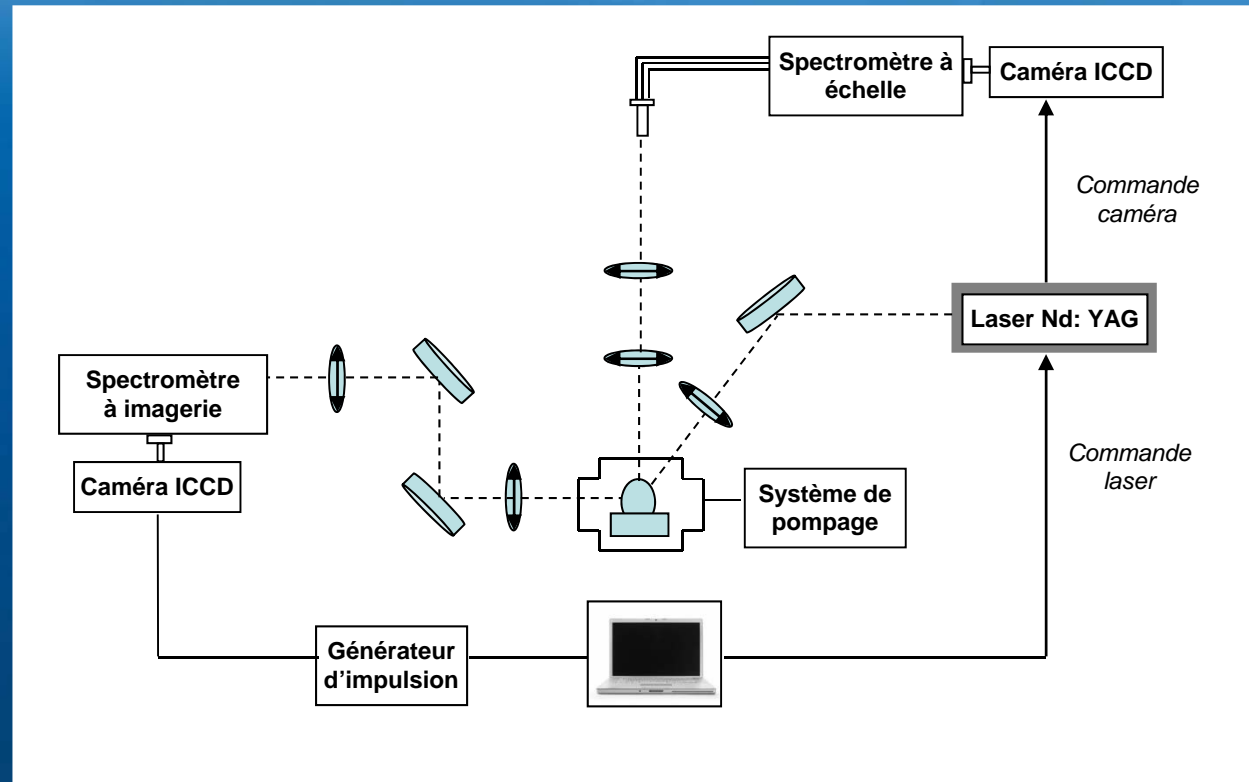 Spectromètre à
échelle
Caméra ICCD
Commande
caméra
Laser Nd: YAG
Spectromètre
à imagerie
Caméra ICCD
Commande
laser
Système de
pompage
Générateur
d’impulsion